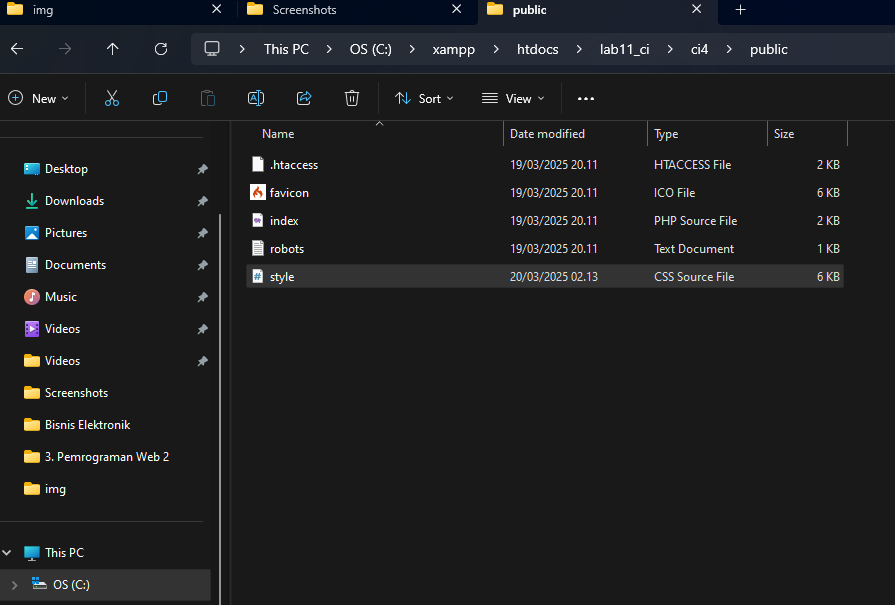 img
Screenshots
public
This PC > OS (C:) > xampp > htdocs > lab11_ci > ci4 > public
New
Sort
View
Name Date modified Type Size
.htaccess 19/03/2025 20.11 HTACCESS File 2 KB
favicon 19/03/2025 20.11 ICO File 6 KB
index 19/03/2025 20.11 PHP Source File 2 KB
robots 19/03/2025 20.11 Text Document 1 KB
style 20/03/2025 02.13 CSS Source File 6 KB
Desktop
Downloads
Pictures
Documents
Music
Videos
Videos
Screenshots
Bisnis Elektronik
3. Pemrograman Web 2
img
This PC
OS (C:)